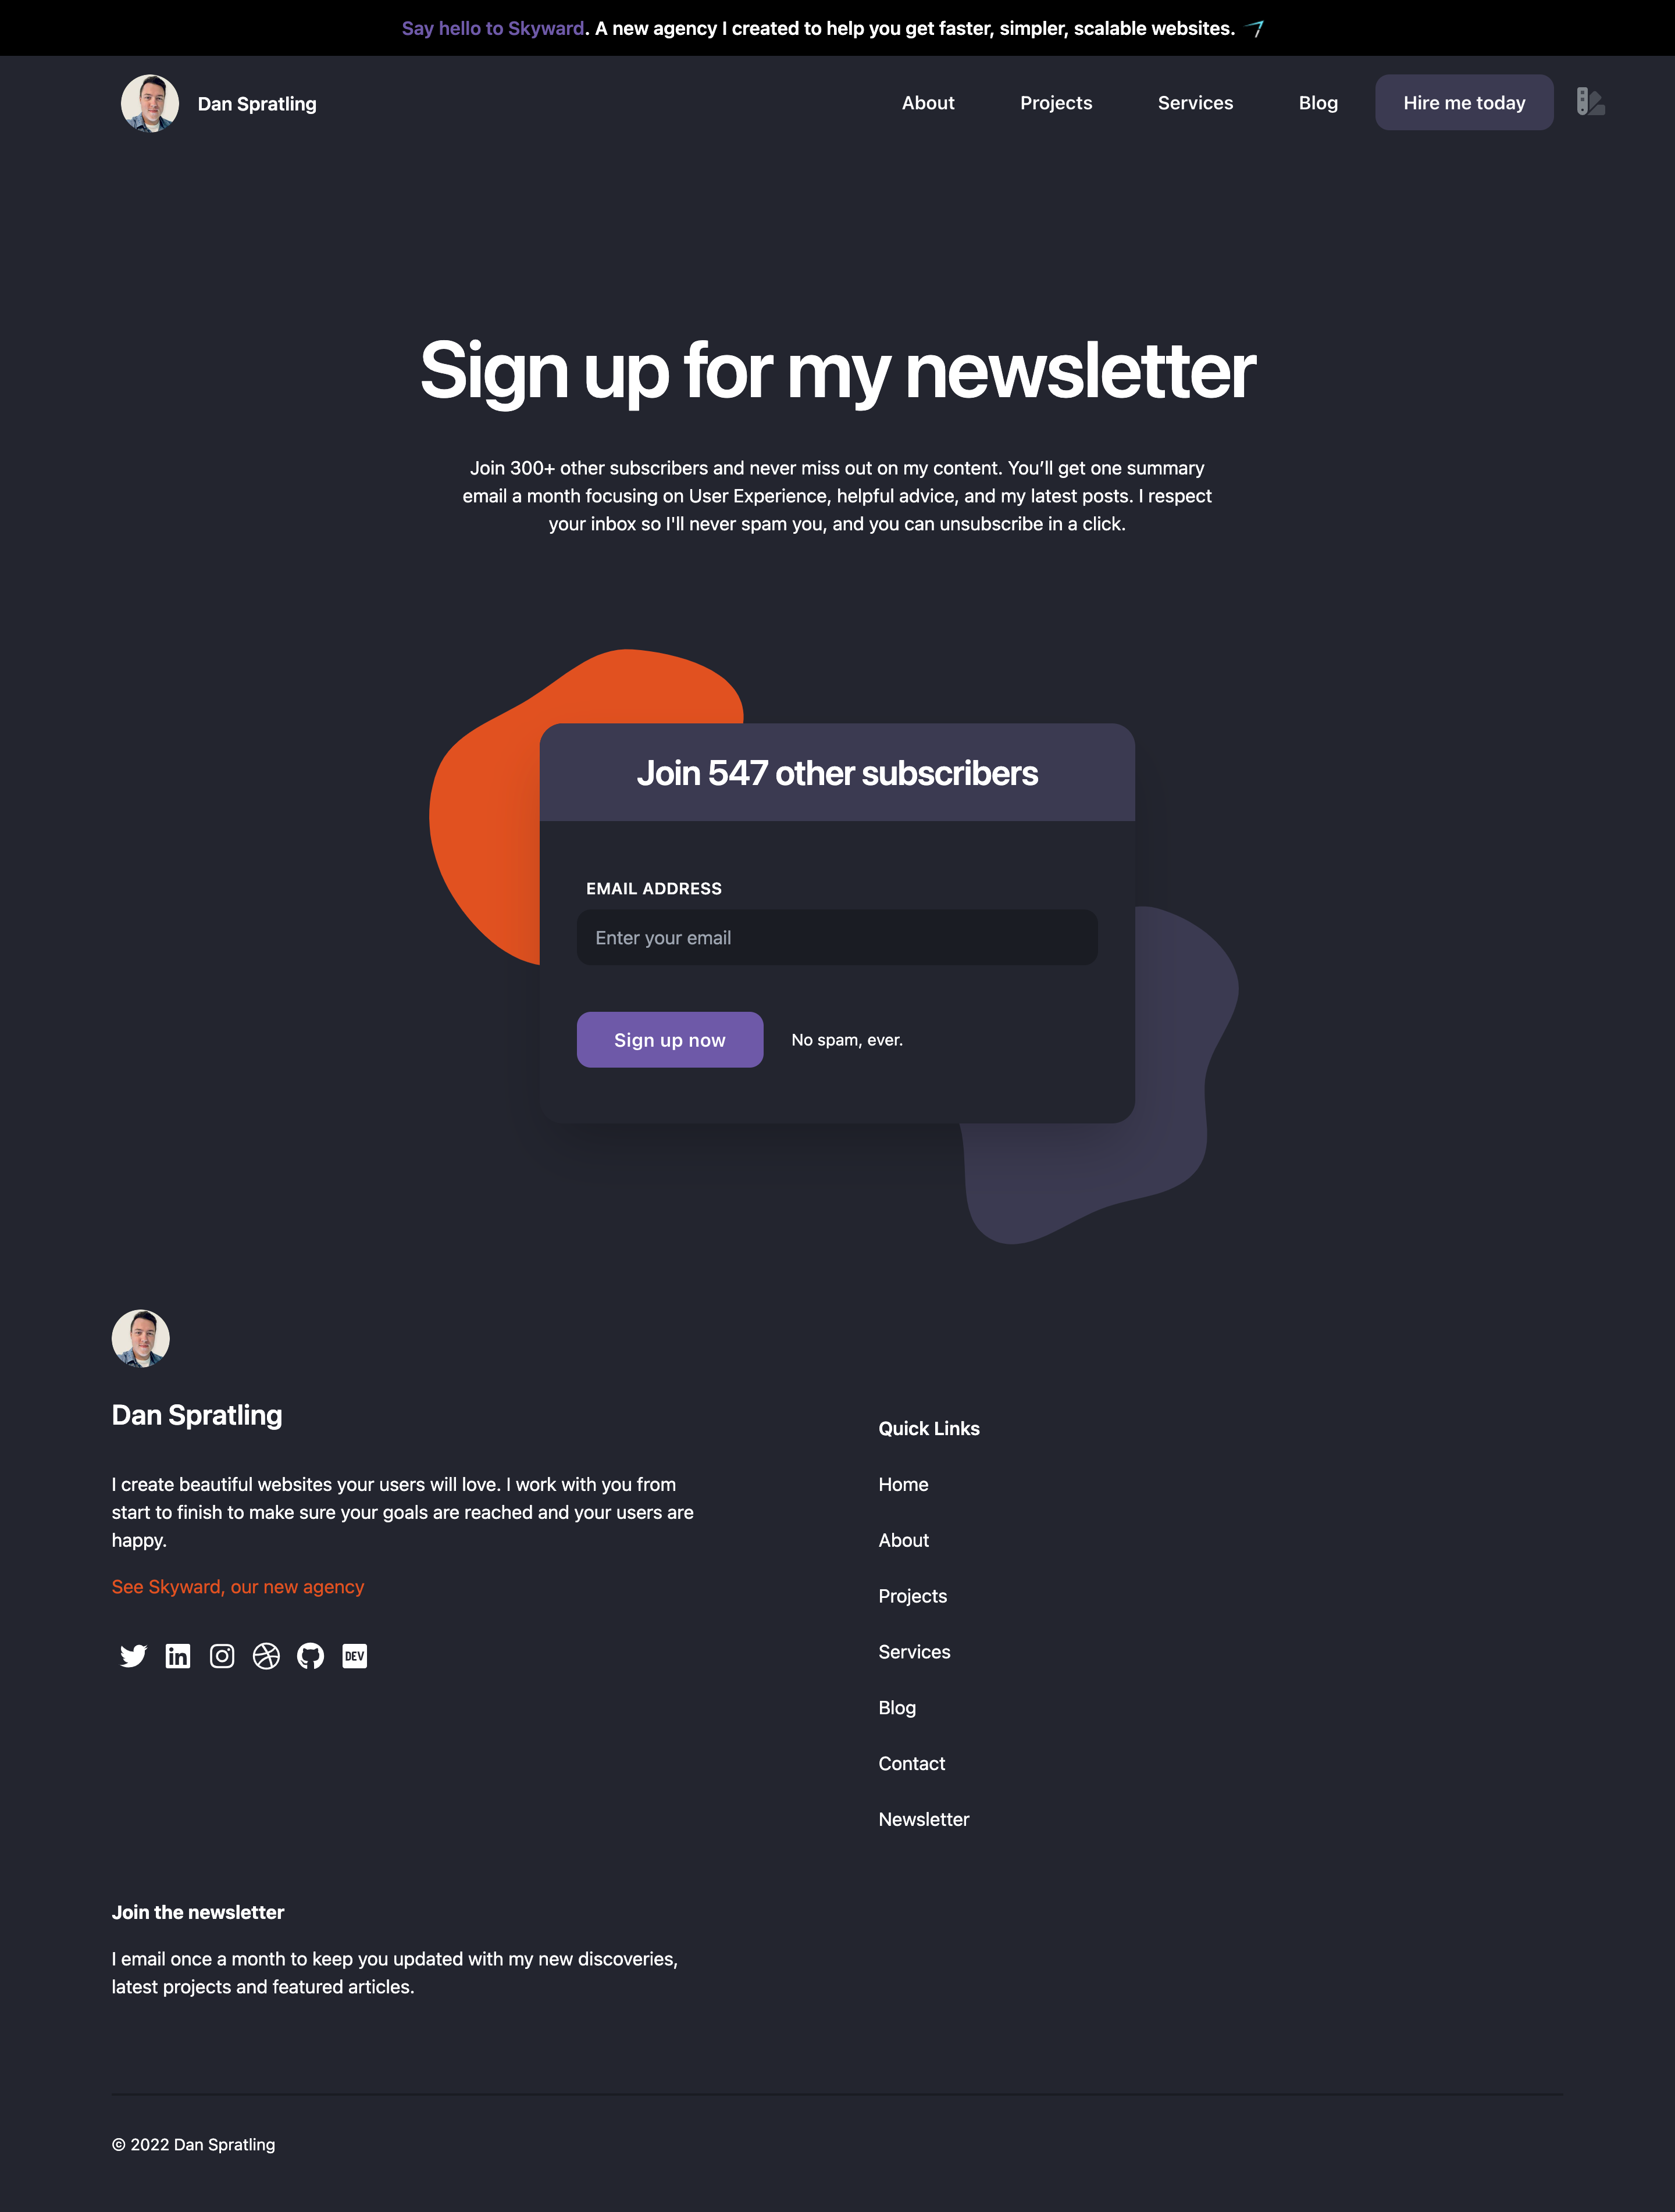 Say hello to Skyward. A new agency I created to help you get faster, simpler, scalable websites.
Dan Spratling
About
Projects
Services
Blog
Hire me today
Sign up for my newsletter
Join 300+ other subscribers and never miss out on my content. You’ll get one summary
email a month focusing on User Experience, helpful advice, and my latest posts. I respect
your inbox so I'll never spam you, and you can unsubscribe in a click.
Join 547 other subscribers
EMAIL ADDRESS
Enter your email
Sign up now
No spam, ever.
Dan Spratling
I create beautiful websites your users will love. I work with you from
start to finish to make sure your goals are reached and your users are
happy.
See Skyward, our new agency
in
DEV
Quick Links
Home
About
Projects
Services
Blog
Contact
Newsletter
Join the newsletter
I email once a month to keep you updated with my new discoveries,
latest projects and featured articles.
© 2022 Dan Spratling